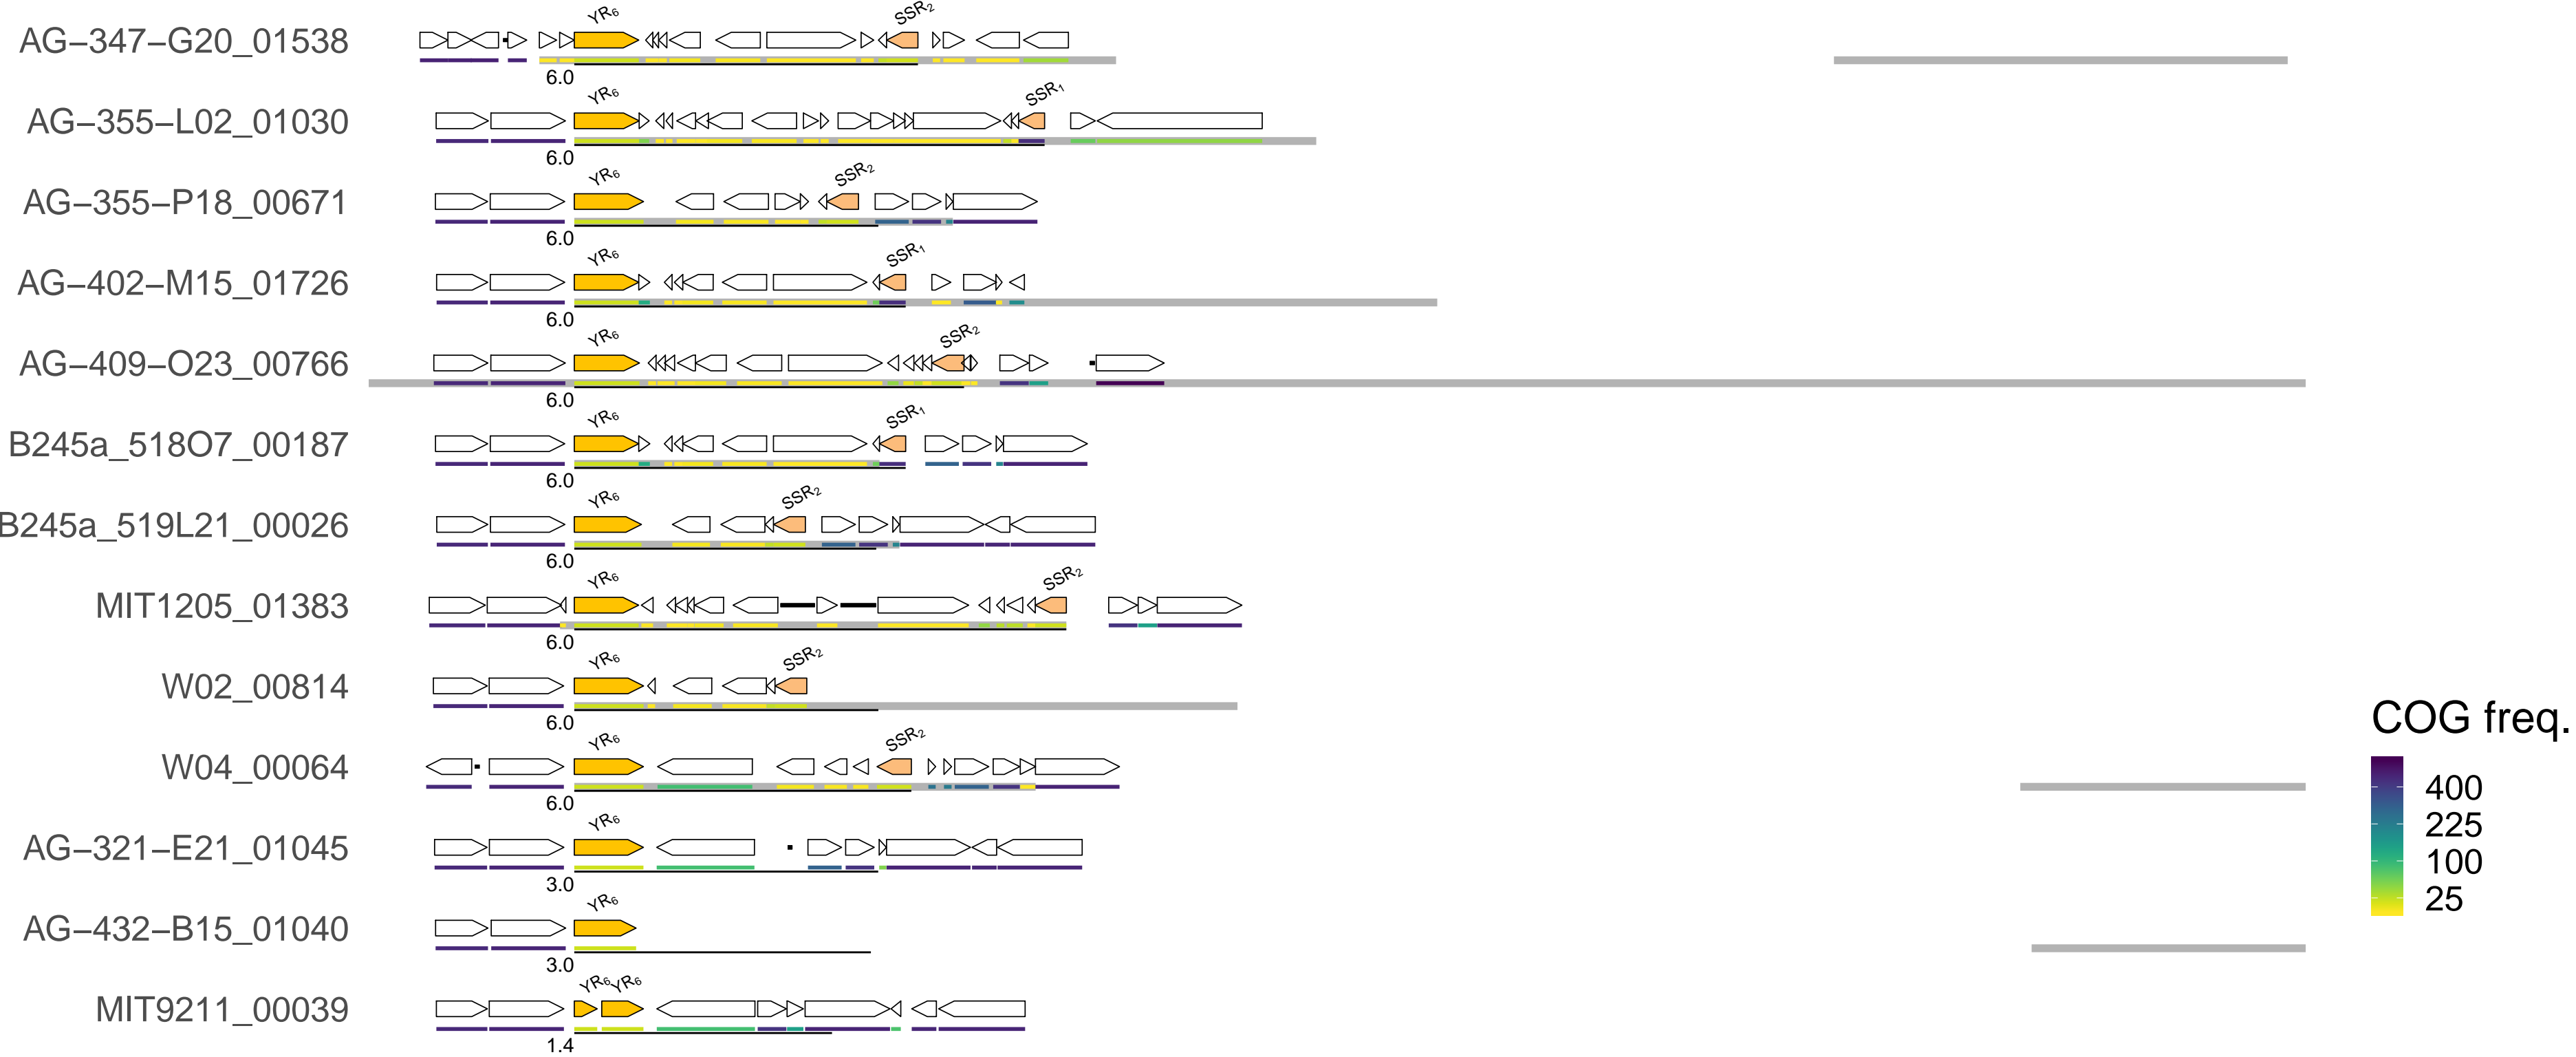 YR6 SSR2
AG−347−G20_01538
6.0
YR6 SSR1
AG−355−L02_01030
6.0
YR6 SSR2
AG−355−P18_00671
6.0
YR6 SSR1
AG−402−M15_01726
6.0
YR6 SSR2
AG−409−O23_00766
6.0
YR6 SSR1
B245a_518O7_00187
6.0
YR6 SSR2
B245a_519L21_00026
6.0
YR6 SSR2
MIT1205_01383
6.0
YR6 SSR2
W02_00814
6.0
YR6 SSR2
W04_00064
6.0
YR6
AG−321−E21_01045
3.0
YR6
AG−432−B15_01040
3.0
YR6 YR6
MIT9211_00039
1.4
COG freq.
400
225
100
25